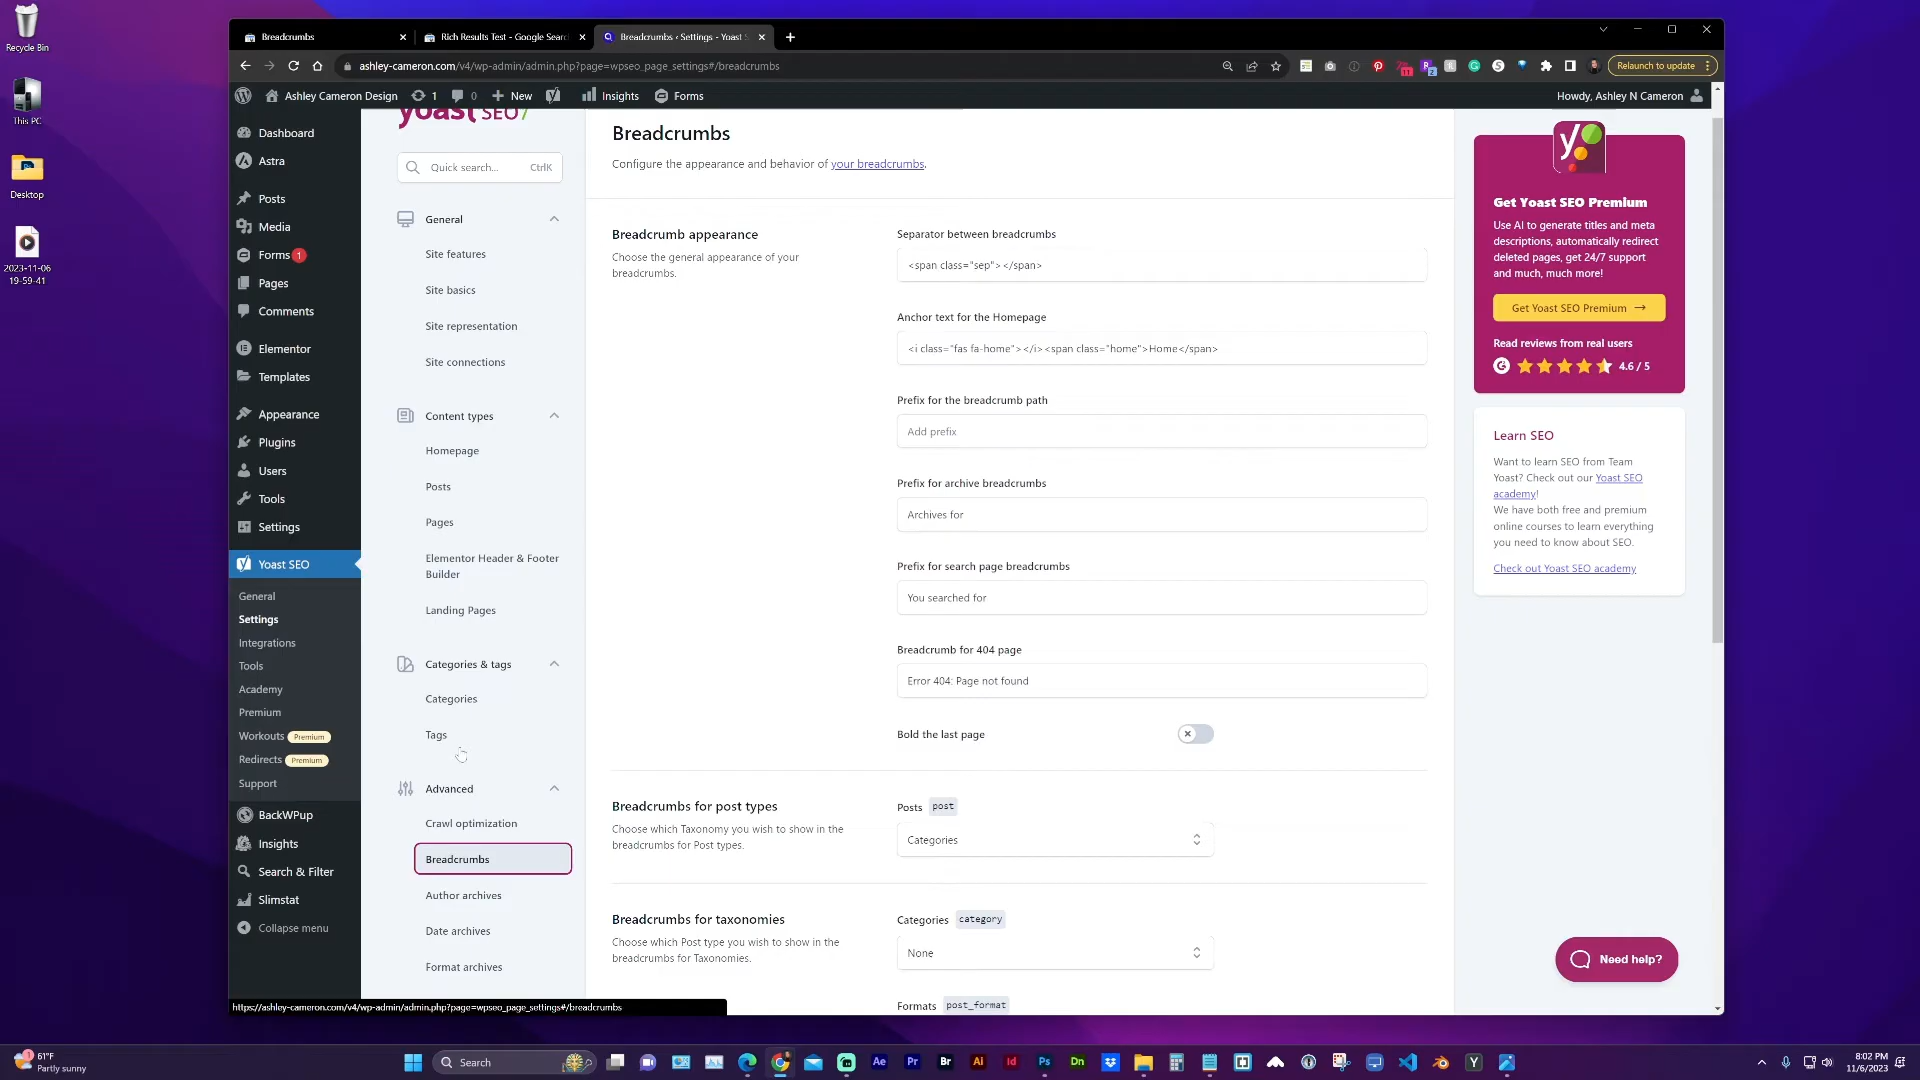 Recycle Bin
This PC
Desktop
2023-11-06
19-59-41
Breadcrumbs
Rich Results Test - Google Searc
Breadcrumbs ‹ Settings - Yoast S
ashley-cameron.com/v4/wp-admin/admin.php?page=wpseo_page_settings#/breadcrumbs
Relaunch to update
Ashley Cameron Design
1
0
New
Insights
Forms
Howdy, Ashley N Cameron
Dashboard
Astra
Posts
Media
Forms 1
Pages
Comments
Elementor
Templates
Appearance
Plugins
Users
Tools
Settings
Yoast SEO
General
Settings
Integrations
Tools
Academy
Premium
Workouts Premium
Redirects Premium
Support
BackWPup
Insights
Search & Filter
Slimstat
Collapse menu
yoast SEO
Quick search... CtrlK
General
Site features
Site basics
Site representation
Site connections
Content types
Homepage
Posts
Pages
Elementor Header & Footer
Builder
Landing Pages
Categories & tags
Categories
Tags
Advanced
Crawl optimization
Breadcrumbs
Author archives
Date archives
Format archives
Breadcrumbs
Configure the appearance and behavior of your breadcrumbs.
Breadcrumb appearance
Choose the general appearance of your
breadcrumbs.
Separator between breadcrumbs
<span class="sep"></span>
Anchor text for the Homepage
<i class="fas fa-home"></i><span class="home">Home</span>
Prefix for the breadcrumb path
Add prefix
Prefix for archive breadcrumbs
Archives for
Prefix for search page breadcrumbs
You searched for
Breadcrumb for 404 page
Error 404: Page not found
Bold the last page
Breadcrumbs for post types
Choose which Taxonomy you wish to show in the
breadcrumbs for Post types.
Posts post
Categories
Breadcrumbs for taxonomies
Choose which Post type you wish to show in the
breadcrumbs for Taxonomies.
Categories category
None
Formats post_format
Get Yoast SEO Premium
Use AI to generate titles and meta
descriptions, automatically redirect
deleted pages, get 24/7 support
and much, much more!
Get Yoast SEO Premium →
Read reviews from real users
4.6 / 5
Learn SEO
Want to learn SEO from Team
Yoast? Check out our Yoast SEO
academy!
We have both free and premium
online courses to learn everything
you need to know about SEO.
Check out Yoast SEO academy
Need help?
https://ashley-cameron.com/v4/wp-admin/admin.php?page=wpseo_page_settings#/breadcrumbs
61°F
Partly sunny
Search
Ae
Pr
Br
Ai
Id
Ps
Dn
8:02 PM
11/6/2023